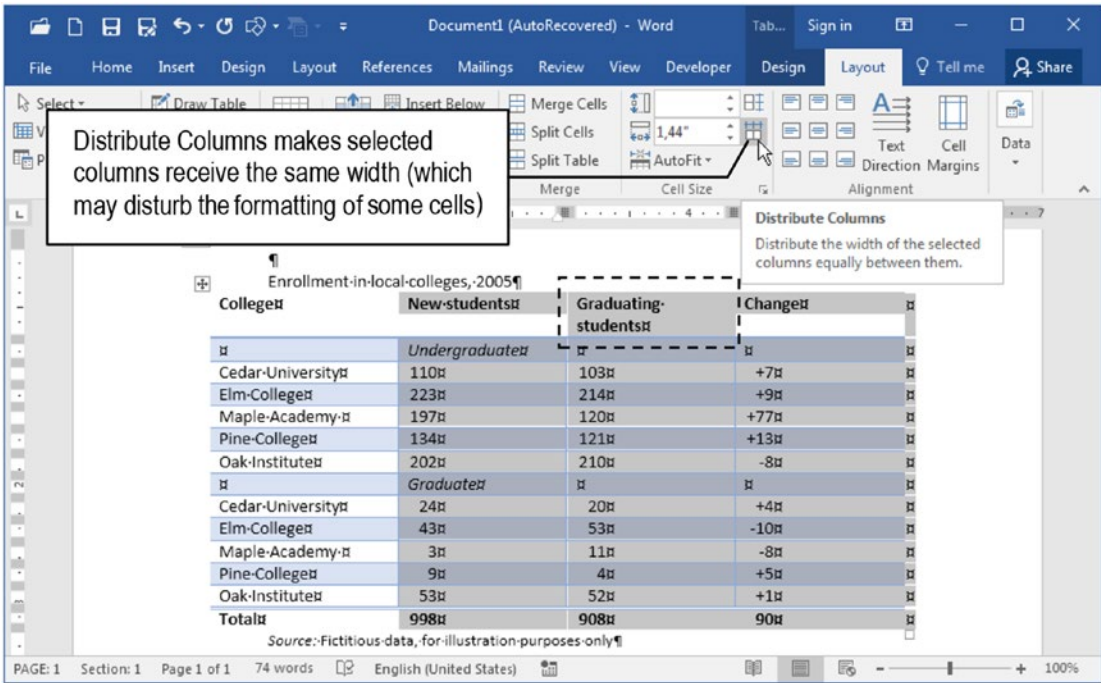 Document1 (AutoRecovered) - Word Tab... Sign in
File Home Insert Design Layout References Mailings Review View Developer Design Layout Tell me Share
Select Draw Table Insert Below Merge Cells
Split Cells 1,44" Text Direction Cell Margins Data
Split Table AutoFit
Merge Cell Size Alignment
Distribute Columns makes selected
columns receive the same width (which
may disturb the formatting of some cells)
4 7
Distribute Columns
Distribute the width of the selected
columns equally between them.
¶
Enrollment·in·local·colleges,·2005¶
College¤ New·students¤ Graduating·students¤ Change¤ ¤
¤ Undergraduate¤ ¤ ¤ ¤
Cedar·University¤ 110¤ 103¤ +7¤ ¤
Elm·College¤ 223¤ 214¤ +9¤ ¤
Maple·Academy·¤ 197¤ 120¤ +77¤ ¤
Pine·College¤ 134¤ 121¤ +13¤ ¤
Oak·Institute¤ 202¤ 210¤ -8¤ ¤
¤ Graduate¤ ¤ ¤ ¤
Cedar·University¤ 24¤ 20¤ +4¤ ¤
Elm·College¤ 43¤ 53¤ -10¤ ¤
Maple·Academy·¤ 3¤ 11¤ -8¤ ¤
Pine·College¤ 9¤ 4¤ +5¤ ¤
Oak·Institute¤ 53¤ 52¤ +1¤ ¤
Total¤ 998¤ 908¤ 90¤ ¤
Source:·Fictitious·data,·for·illustration·purposes·only¶
PAGE: 1 Section: 1 Page 1 of 1 74 words English (United States) - + 100%